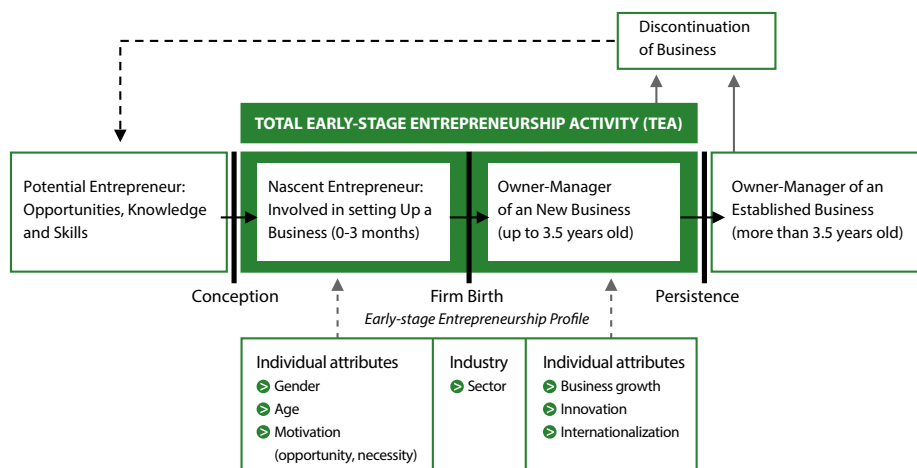 Discontinuation
of Business
TOTAL EARLY-STAGE ENTREPRENEURSHIP ACTIVITY (TEA)
Potential Entrepreneur:
Opportunities, Knowledge
and Skills
Nascent Entrepreneur:
Involved in setting Up a
Business (0-3 months)
Owner-Manager
of an New Business
(up to 3.5 years old)
Owner-Manager of an
Established Business
(more than 3.5 years old)
Conception
Firm Birth
Persistence
Early-stage Entrepreneurship Profile
Individual attributes
Gender
Age
Motivation
(opportunity, necessity)
Industry
Sector
Individual attributes
Business growth
Innovation
Internationalization